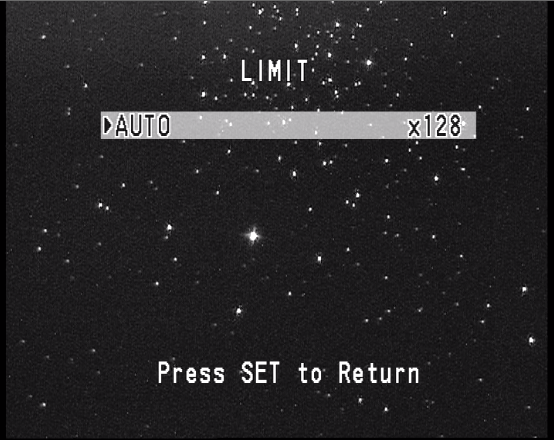 LIMIT
AUTO x128
Press SET to Return